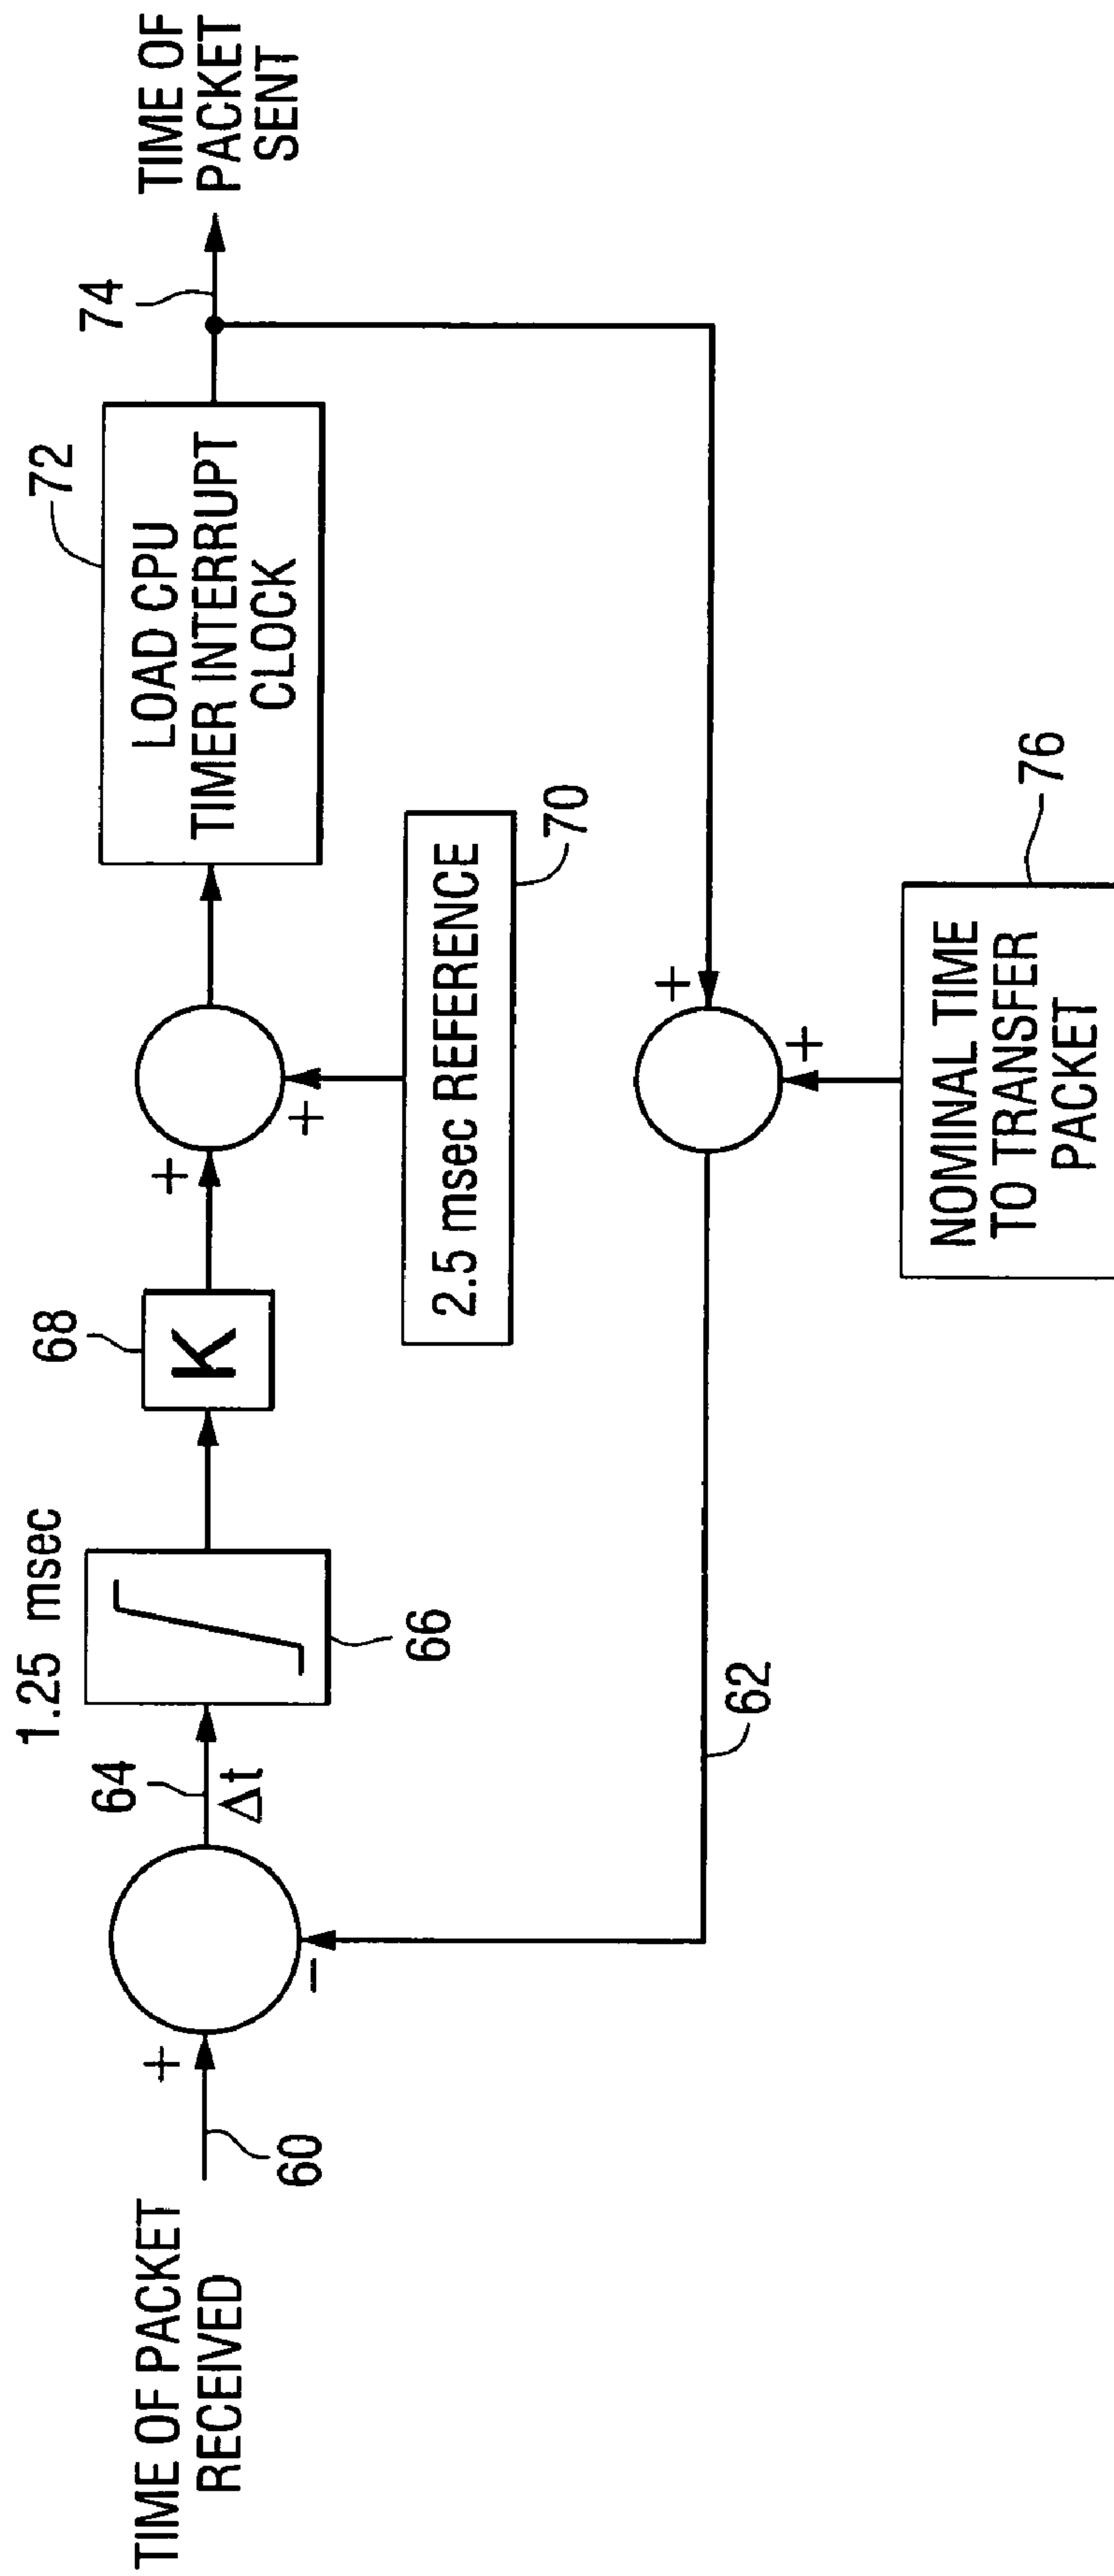 TIME OF PACKET
RECEIVED
60
+
-
64
Δt
1.25 msec
66
68
K
+
+
2.5 msec REFERENCE
70
72
LOAD CPU
TIMER INTERRUPT
CLOCK
74
TIME OF
PACKET
SENT
62
+
+
NOMINAL TIME
TO TRANSFER
PACKET
76